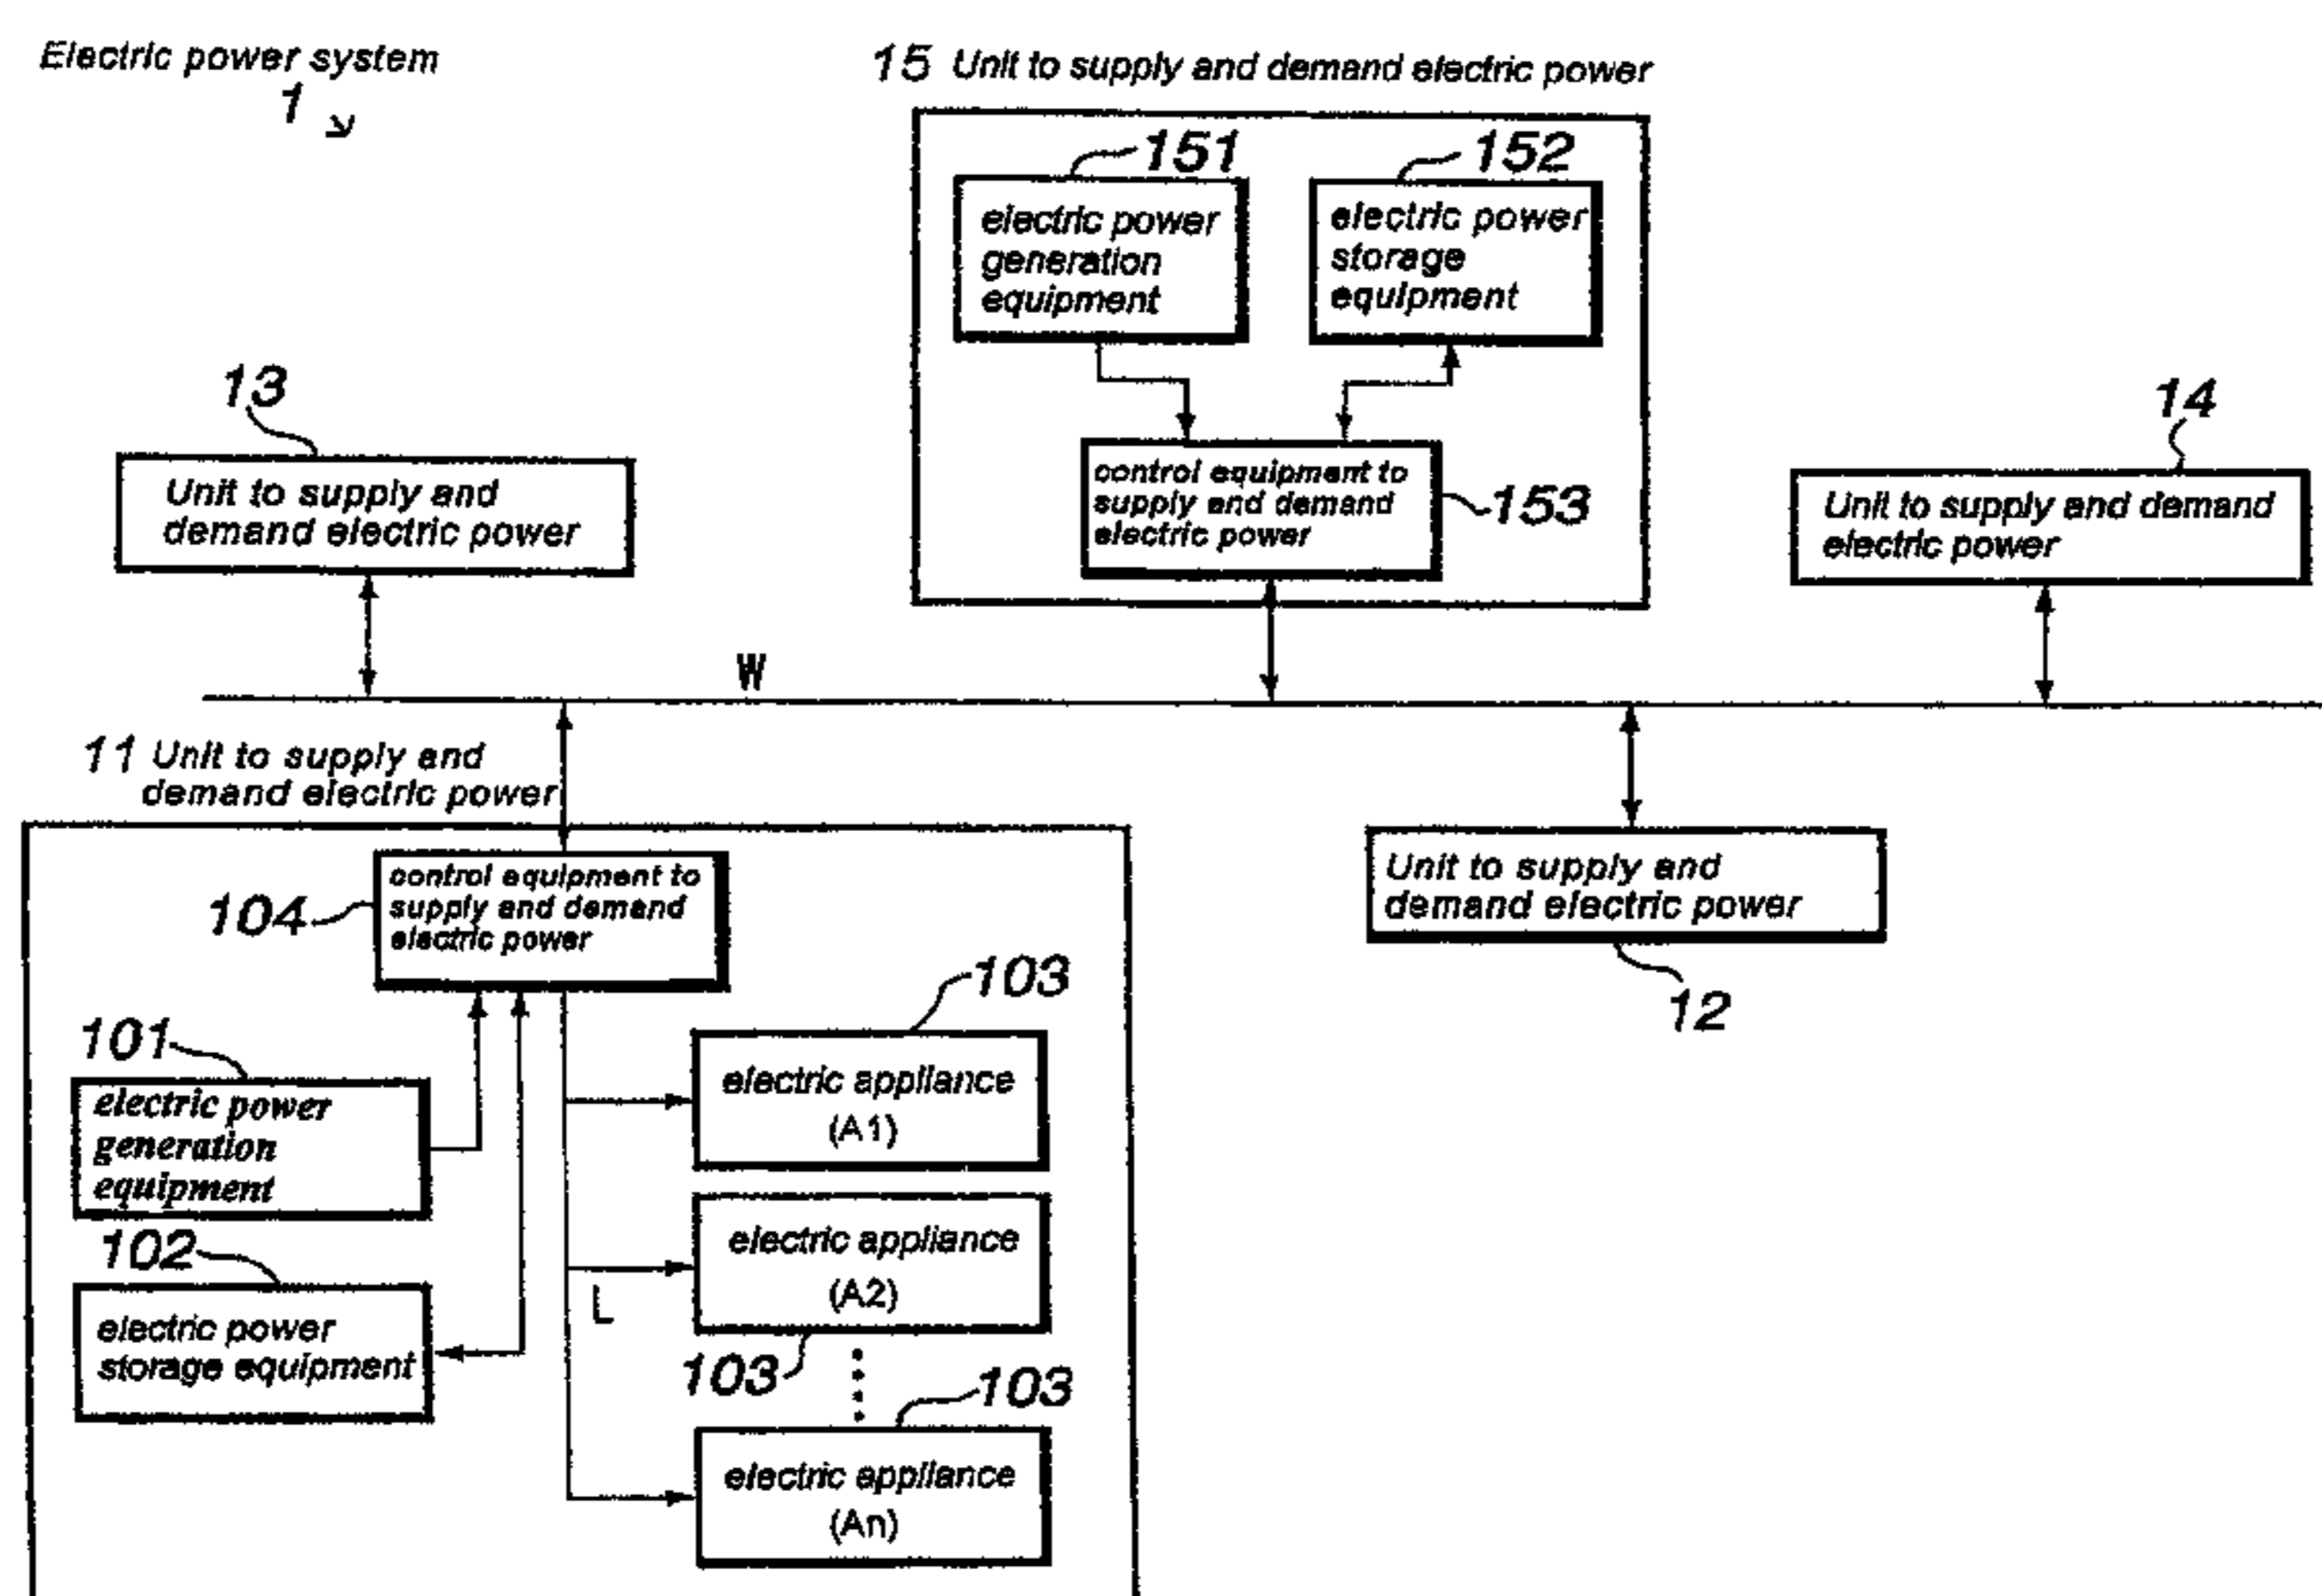 Electric power system
1
15 Unit to supply and demand electric power
151
152
electric power
generation
equipment
electric power
storage
equipment
control equipment to
supply and demand
electric power
153
13
Unit to supply and
demand electric power
14
Unit to supply and demand
electric power
W
11 Unit to supply and
demand electric power
104
control equipment to
supply and demand
electric power
Unit to supply and
demand electric power
12
101
electric power
generation
equipment
102
electric power
storage equipment
103
electric appliance
(A1)
electric appliance
(A2)
L
103
103
electric appliance
(An)